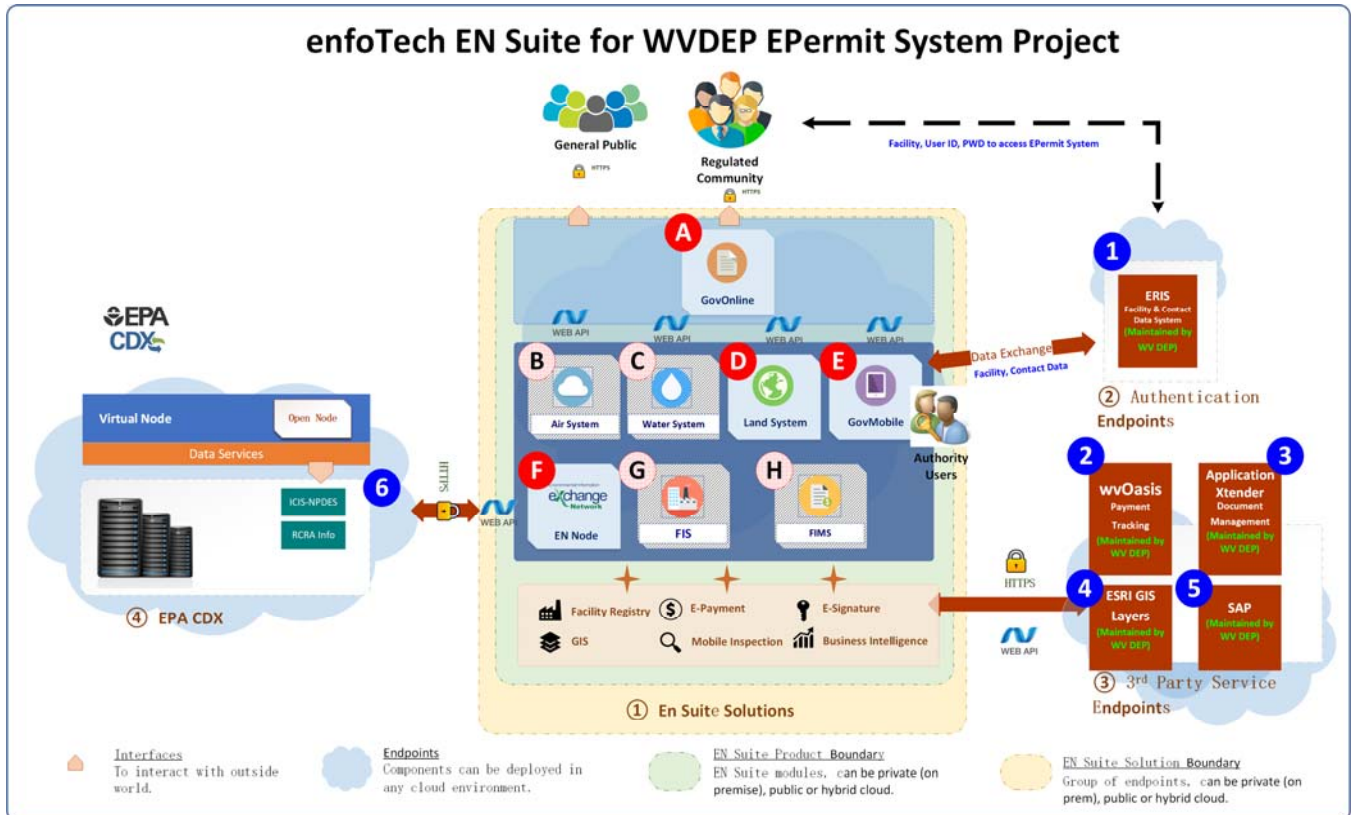 enfoTech EN Suite for WVDEP EPermit System Project
General Public
HTTPS
Regulated
Community
HTTPS
Facility, User ID, PWD to access EPermit System
A
GovOnline
WEB API
WEB API
WEB API
WEB API
1
ERIS
Facility & Contact
Data System
(Maintained by
WV DEP)
Data Exchange
Facility, Contact Data
② Authentication
Endpoints
EPA
CDX
B
Air System
C
Water System
D
Land System
E
GovMobile
Authority
Users
Virtual Node
Open Node
Data Services
ICIS-NPDES
RCRA Info
④ EPA CDX
6
HTTPS
WEB API
F
Environmental Information
eXchange
Network
EN Node
G
FIS
H
FIMS
2
wvOasis
Payment
Tracking
(Maintained by
WV DEP)
3
Application
Xtender
Document
Management
(Maintained by
WV DEP)
HTTPS
WEB API
4
ESRI GIS
Layers
(Maintained by
WV DEP)
5
SAP
(Maintained by
WV DEP)
③ 3rd Party Service
Endpoints
Facility Registry
E-Payment
E-Signature
GIS
Mobile Inspection
Business Intelligence
① En Suite Solutions
Interfaces
To interact with outside
world.
Endpoints
Components can be deployed in
any cloud environment.
EN Suite Product Boundary
EN Suite modules, can be private (on
premise), public or hybrid cloud.
EN Suite Solution Boundary
Group of endpoints, can be private (on
prem), public or hybrid cloud.